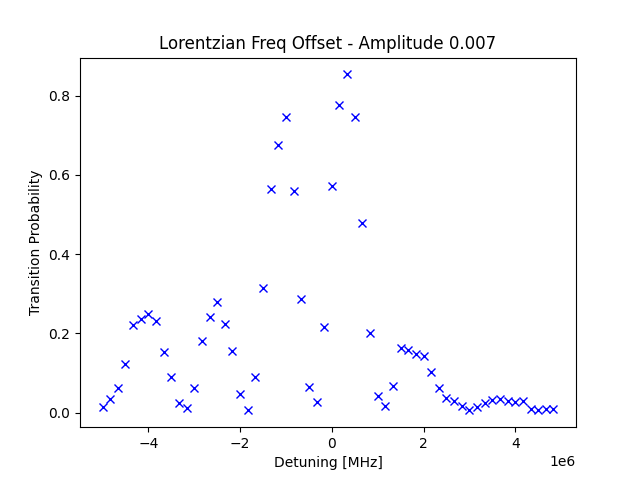 Lorentzian Freq Offset - Amplitude 0.007
Transition Probability
0.8
0.6
0.4
0.2
0.0
−4
−2
0
2
4
1e6
Detuning [MHz]